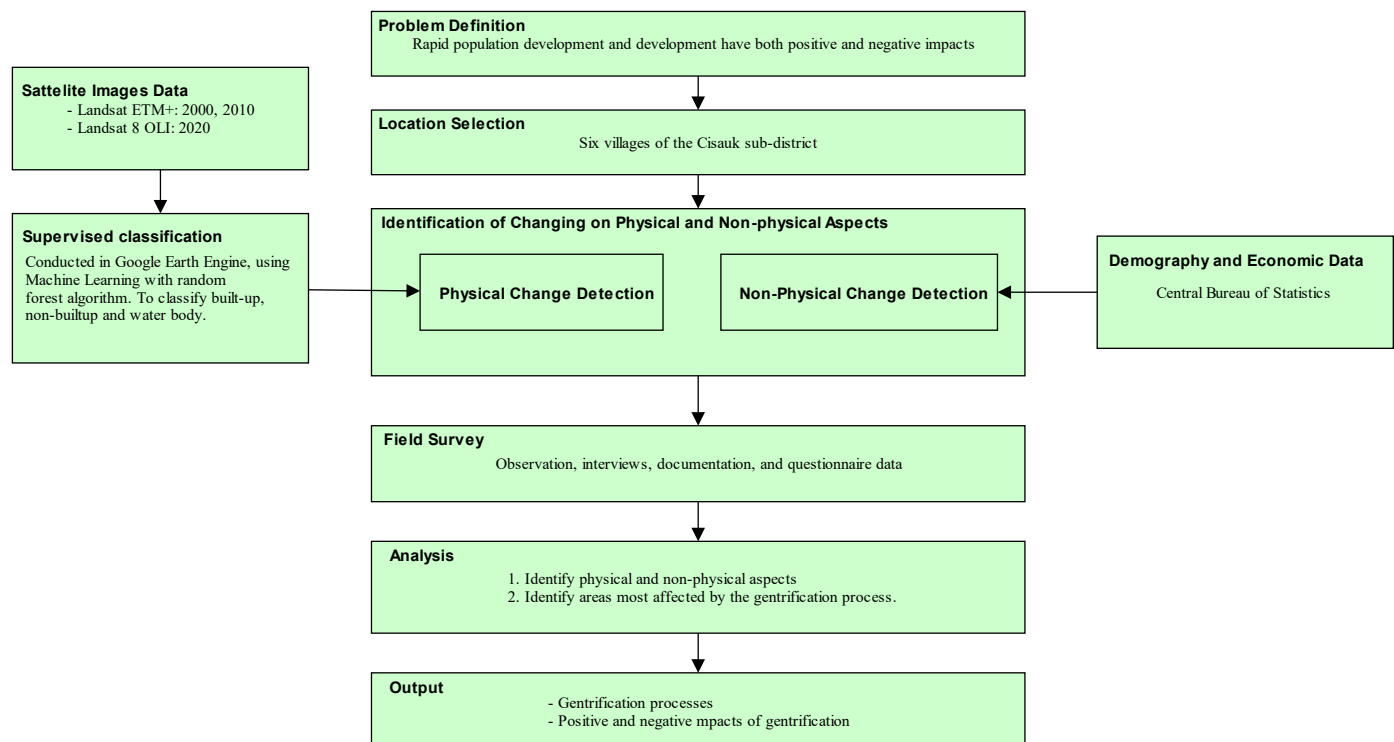 Problem Definition
Rapid population development and development have both positive and negative impacts
Sattelite Images Data
- Landsat ETM+: 2000, 2010
- Landsat 8 OLI: 2020
Location Selection
Six villages of the Cisauk sub-district
Supervised classification
Conducted in Google Earth Engine, using
Machine Learning with random
forest algorithm. To classify built-up,
non-builtup and water body.
Identification of Changing on Physical and Non-physical Aspects
Physical Change Detection
Non-Physical Change Detection
Demography and Economic Data
Central Bureau of Statistics
Field Survey
Observation, interviews, documentation, and questionnaire data
Analysis
1. Identify physical and non-physical aspects
2. Identify areas most affected by the gentrification process.
Output
- Gentrification processes
- Positive and negative mpacts of gentrification